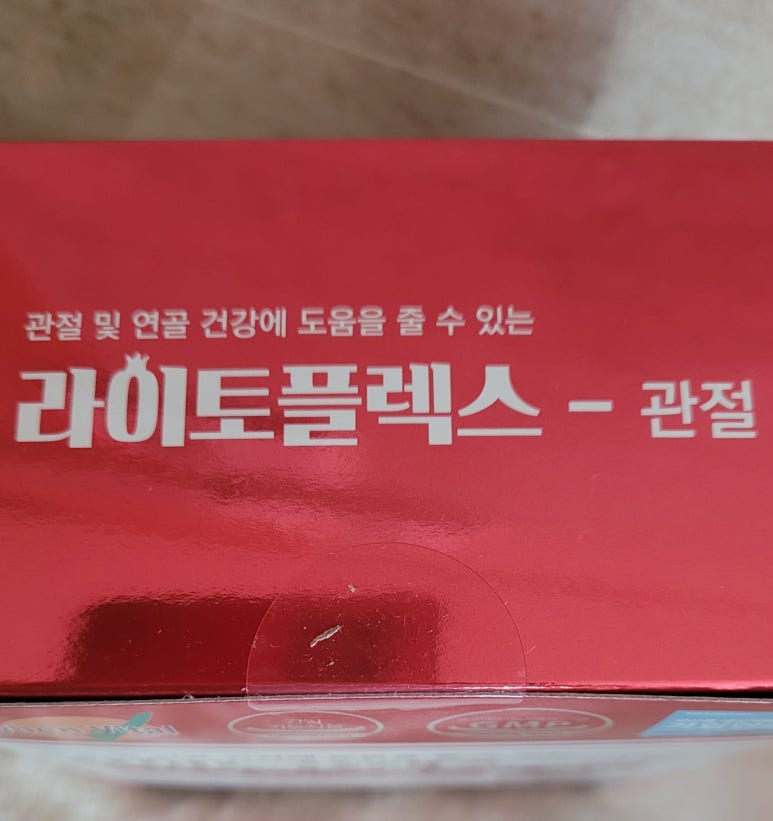 관절 및 연골 건강에 도움을 줄 수 있는
라이토플렉스 - 관절
GMP